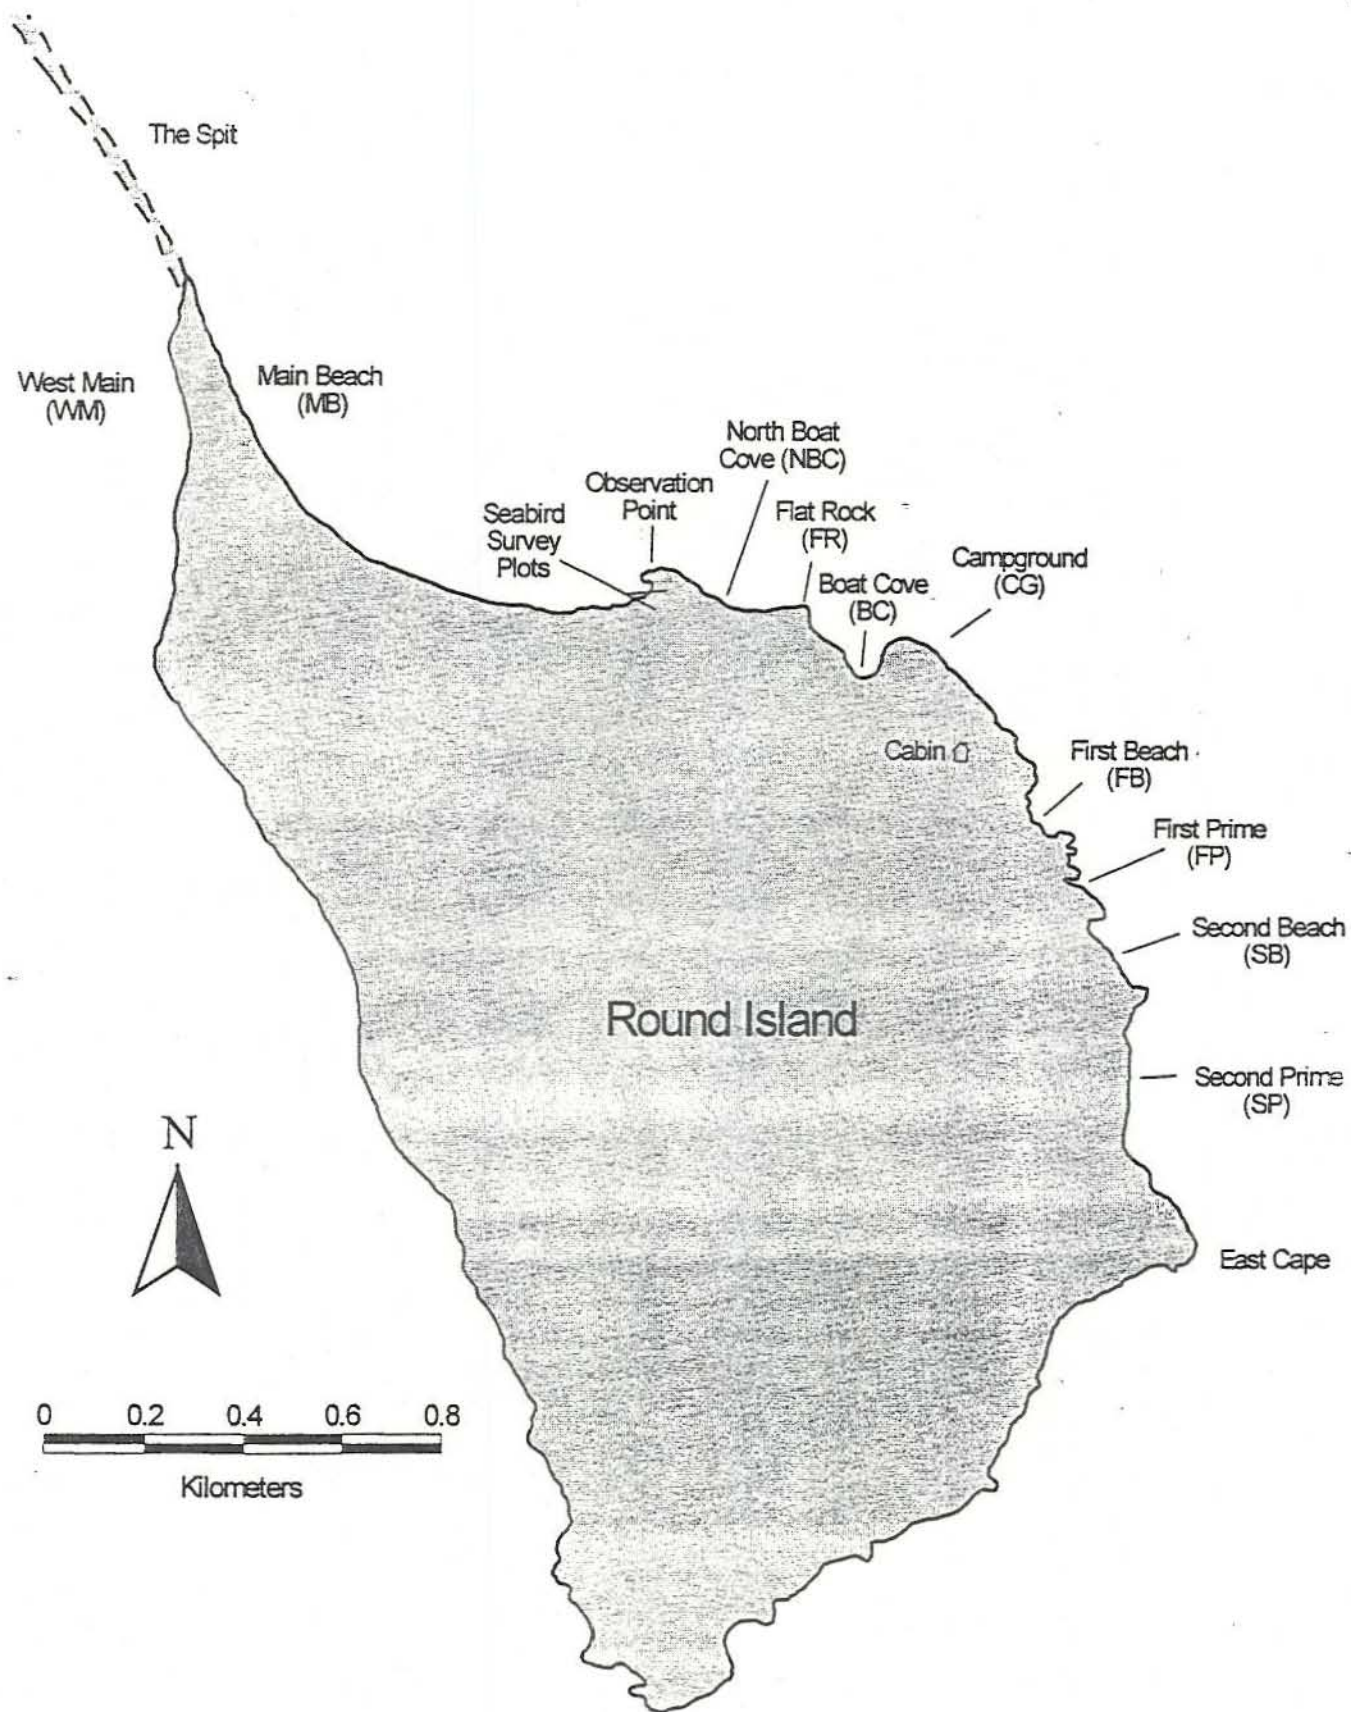 The Spit
West Main
(WM)
Main Beach
(MB)
North Boat
Cove (NBC)
Observation
Point
Seabird
Survey
Plots
Flat Rock
(FR)
Boat Cove
(BC)
Campground
(CG)
Cabin
First Beach
(FB)
First Prime
(FP)
Second Beach
(SB)
Round Island
Second Prime
(SP)
N
East Cape
0 0.2 0.4 0.6 0.8
Kilometers